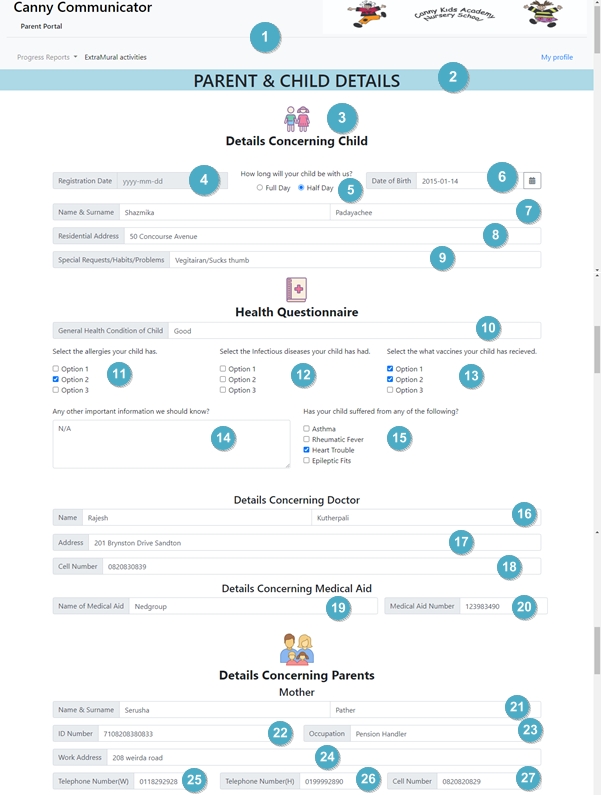 Canny Communicator
Canny Kids Academy
Nursery School
Parent Portal
1
Progress Reports ExtraMural activities My profile
PARENT & CHILD DETAILS 2
3
Details Concerning Child
How long will your child be with us?
Registration Date yyyy-mm-dd 4 Full Day Half Day 5 Date of Birth 2015-01-14 6
Name & Surname Shazmika Padayachee 7
Residential Address 50 Concourse Avenue 8
Special Requests/Habits/Problems Vegitairan/Sucks thumb 9
Health Questionnaire
General Health Condition of Child Good 10
Select the allergies your child has. Select the Infectious diseases your child has had. Select the what vaccines your child has recieved.
Option 1 Option 1 Option 1
11 12 13
Option 2 Option 2 Option 2
Option 3 Option 3 Option 3
Any other important information we should know? Has your child suffered from any of the following?
N/A 14 Asthma
Rheumatic Fever 15
Heart Trouble
Epileptic Fits
Details Concerning Doctor
Name Rajesh Kutherpali 16
Address 201 Brynston Drive Sandton 17
Cell Number 0820830839 18
Details Concerning Medical Aid
Name of Medical Aid Nedgroup 19 Medical Aid Number 123983490 20
Details Concerning Parents
Mother
Name & Surname Serusha Pather 21
ID Number 7108208380833 22 Occupation Pension Handler 23
Work Address 208 weirda road 24
Telephone Number(W) 0118292928 25 Telephone Number(H) 0199992890 26 Cell Number 0820820829 27